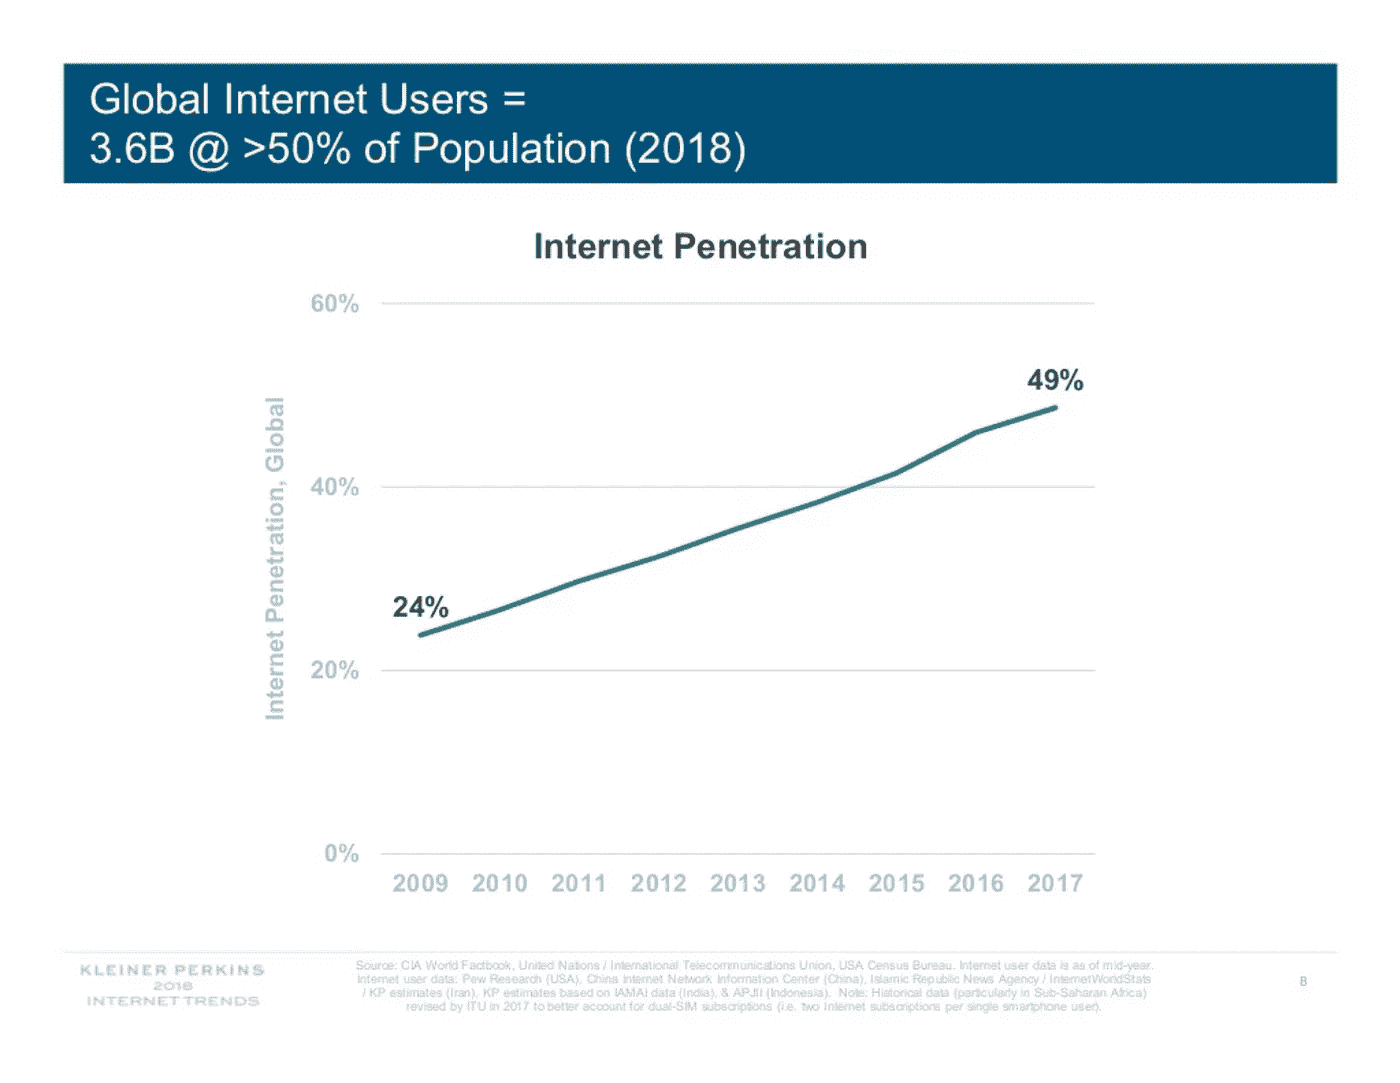 Global Internet Users =
3.6B @ >50% of Population (2018)
Internet Penetration
60%
40%
20%
0%
Internet Penetration, Global
24%
49%
2009 2010 2011 2012 2013 2014 2015 2016 2017
KLEINER PERKINS
2018
INTERNET TRENDS
Source: CIA World Factbook, United Nations / International Telecommunications Union, USA Census Bureau. Internet user data is as of mid-year.
Internet user data: Pew Research (USA), China Internet Network Information Center (China), Islamic Republic News Agency / InternetWorldStats
/ KP estimates (Iran), KP estimates based on IAMAI data (India), & APJII (Indonesia). Note: Historical data (particularly in Sub-Saharan Africa)
revised by ITU in 2017 to better account for dual-SIM subscriptions (i.e. two Internet subscriptions per single smartphone user).
8